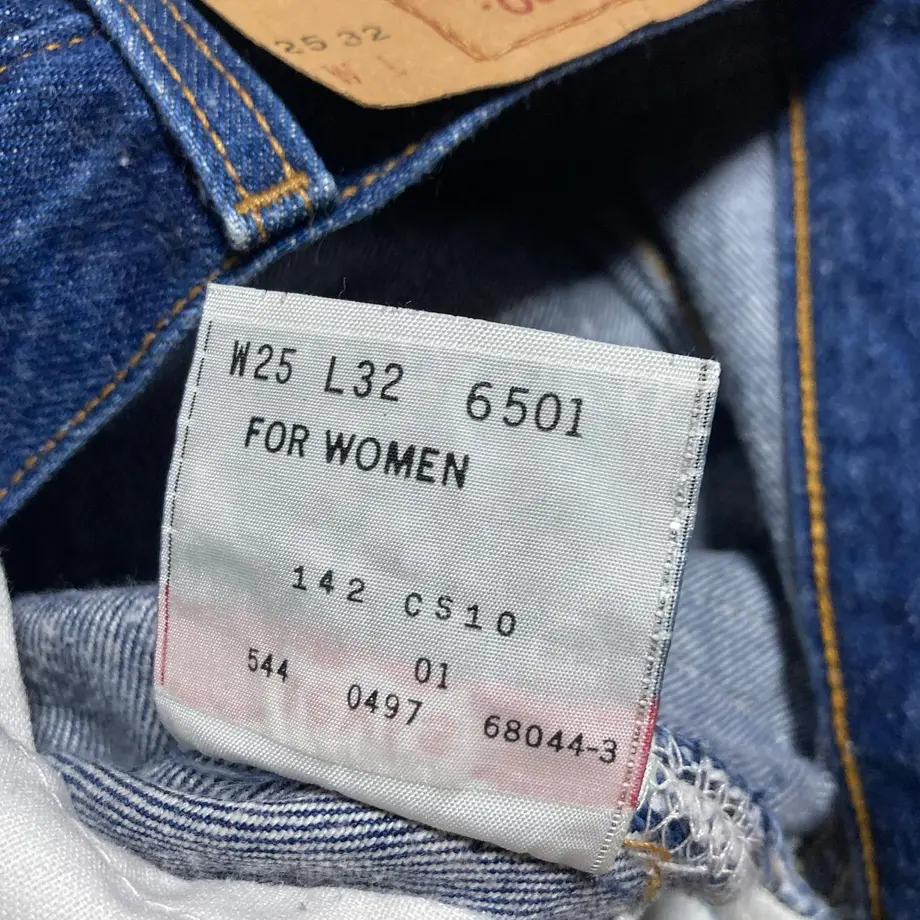 25 32
W L
W25 L32 6501
FOR WOMEN
142 CS10
544 01
0497 68044-3